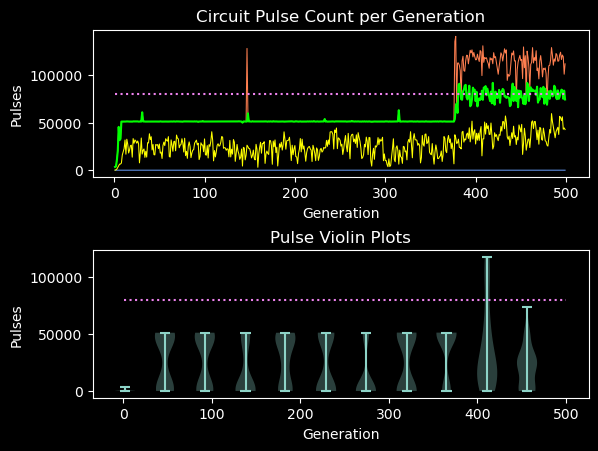 Circuit Pulse Count per Generation
Pulses
100000
50000
0
0 100 200 300 400 500
Generation
Pulse Violin Plots
Pulses
100000
50000
0
0 100 200 300 400 500
Generation